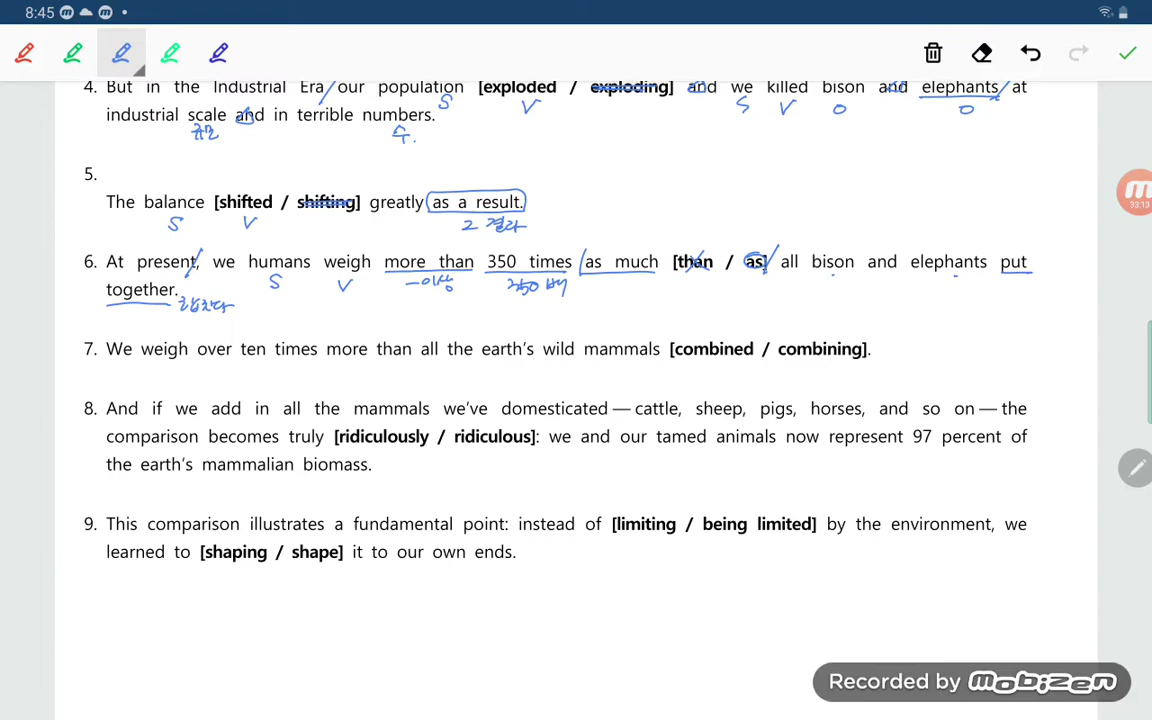 8:45
4. But in the Industrial Era our population [exploded / exploding] and we killed bison and elephants at
S V S V O O
industrial scale and in terrible numbers.
규모 수.
5.
The balance [shifted / shifting] greatly as a result.
S V 그 결과
6. At present, we humans weigh more than 350 times as much [than / as] all bison and elephants put
S V ~이상 350배
together.
합치다
7. We weigh over ten times more than all the earth's wild mammals [combined / combining].
8. And if we add in all the mammals we've domesticated — cattle, sheep, pigs, horses, and so on — the
comparison becomes truly [ridiculously / ridiculous]: we and our tamed animals now represent 97 percent of
the earth's mammalian biomass.
9. This comparison illustrates a fundamental point: instead of [limiting / being limited] by the environment, we
learned to [shaping / shape] it to our own ends.
33:13
Recorded by mobizen